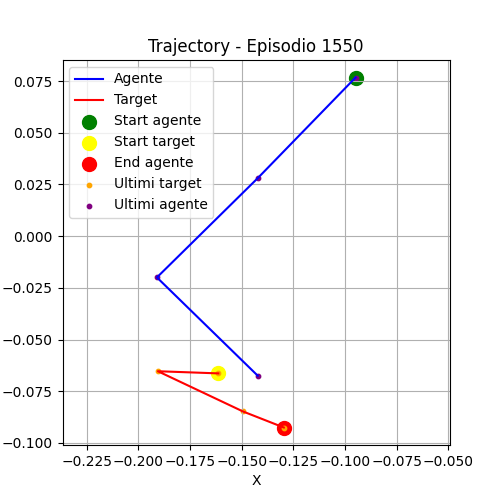 Trajectory - Episodio 1550
Agente
Target
Start agente
Start target
End agente
Ultimi target
Ultimi agente
0.075
0.050
0.025
0.000
−0.025
−0.050
−0.075
−0.100
−0.225 −0.200 −0.175 −0.150 −0.125 −0.100 −0.075 −0.050
X